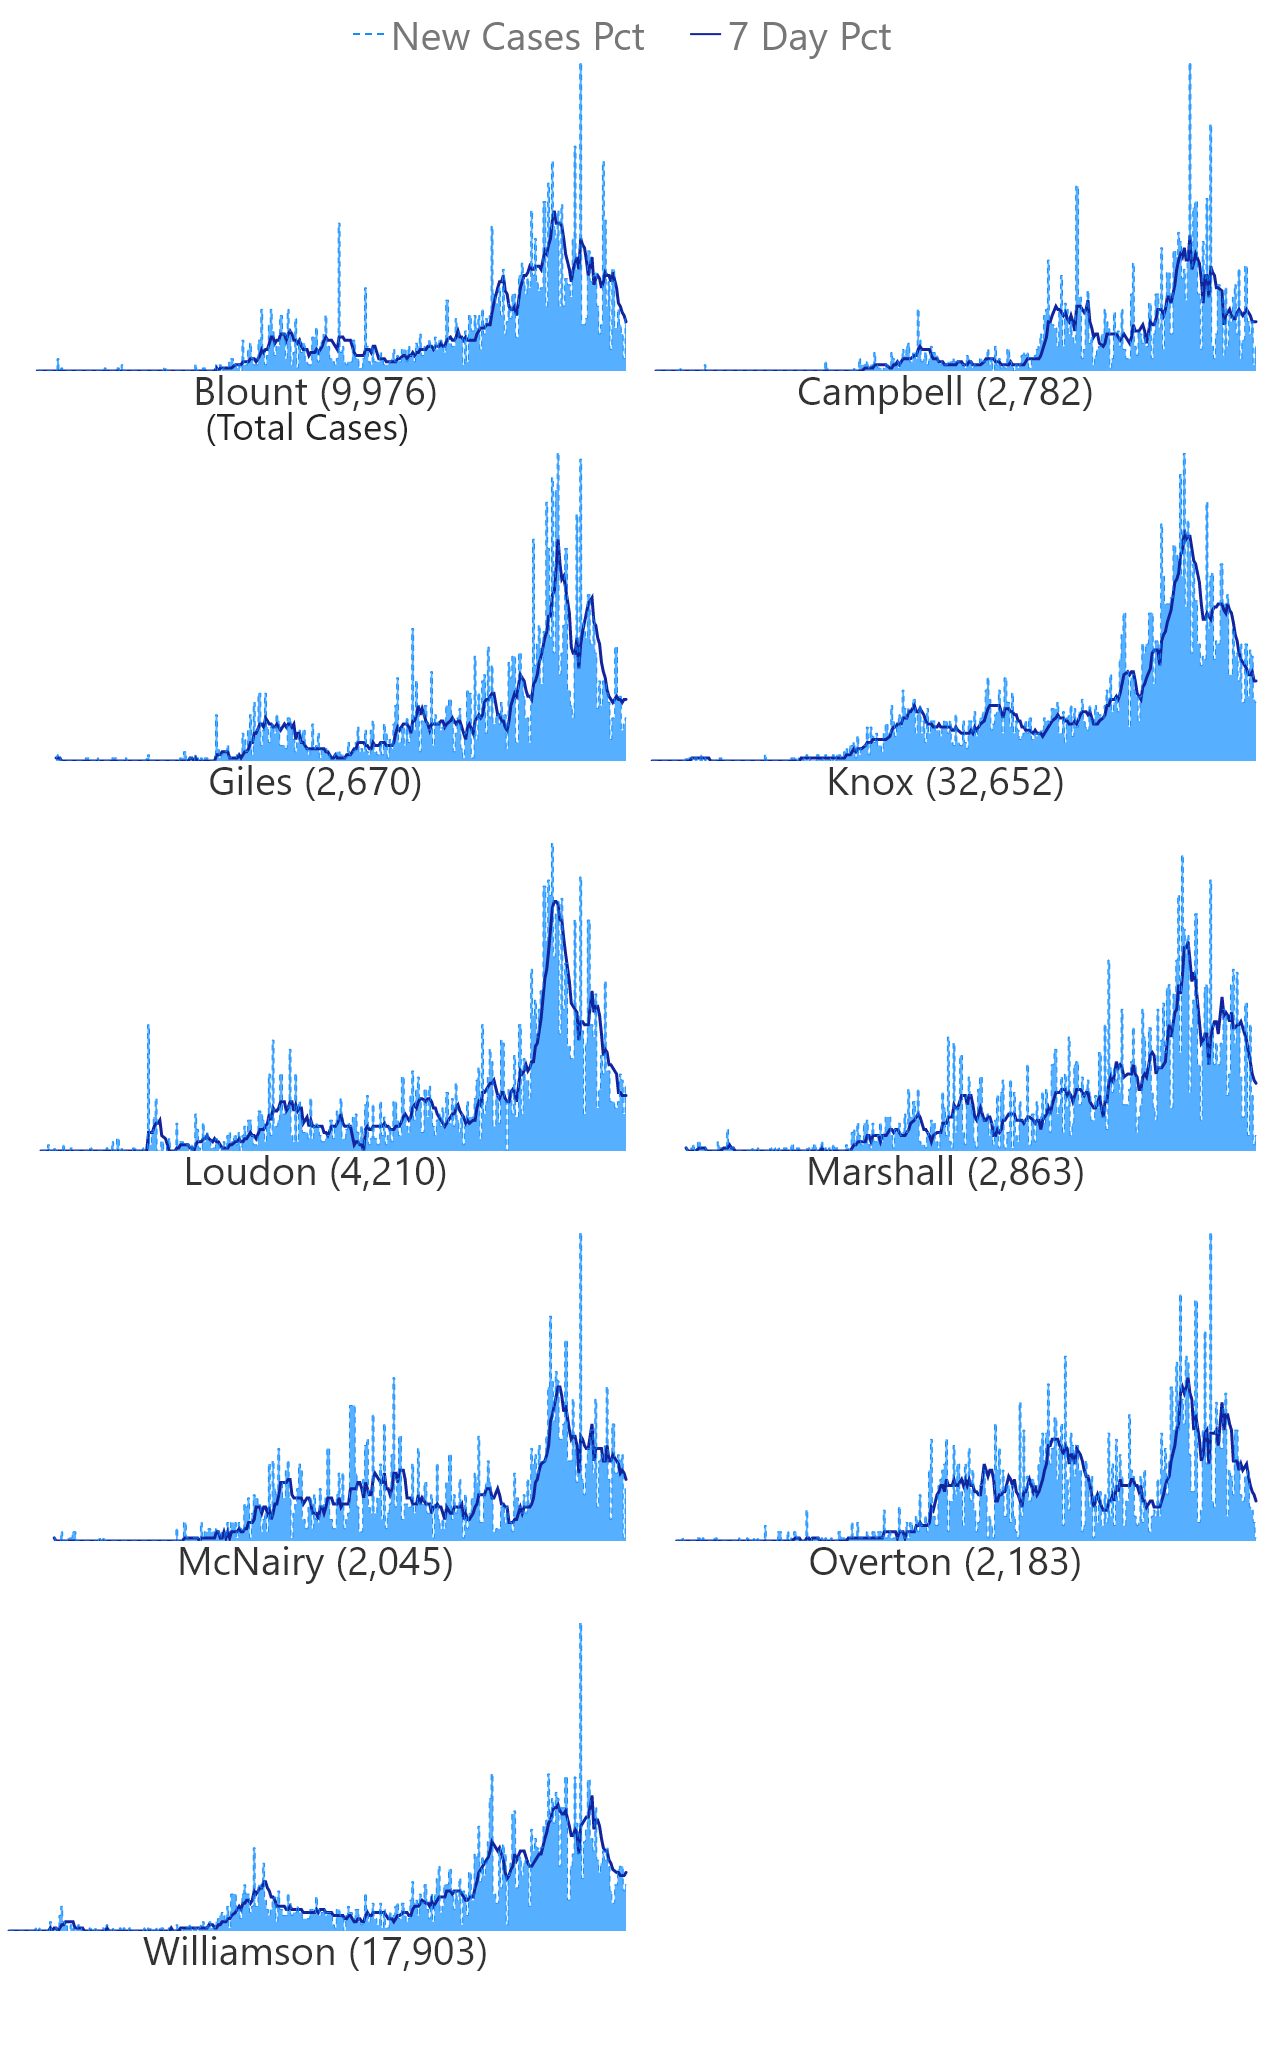 New Cases Pct 7 Day Pct
Blount (9,976)
(Total Cases)
Campbell (2,782)
Giles (2,670)
Knox (32,652)
Loudon (4,210)
Marshall (2,863)
McNairy (2,045)
Overton (2,183)
Williamson (17,903)